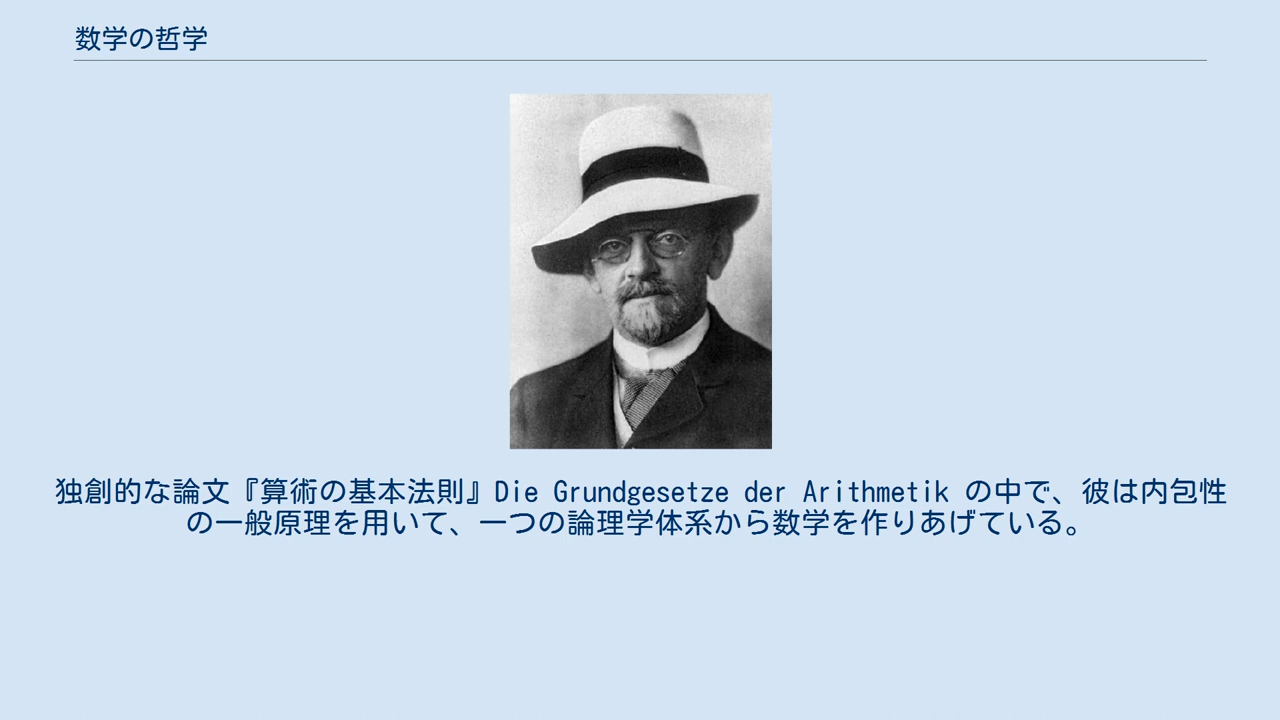 数学の哲学
独創的な論文『算術の基本法則』Die Grundgesetze der Arithmetik の中で、彼は内包性
の一般原理を用いて、一つの論理学体系から数学を作りあげている。